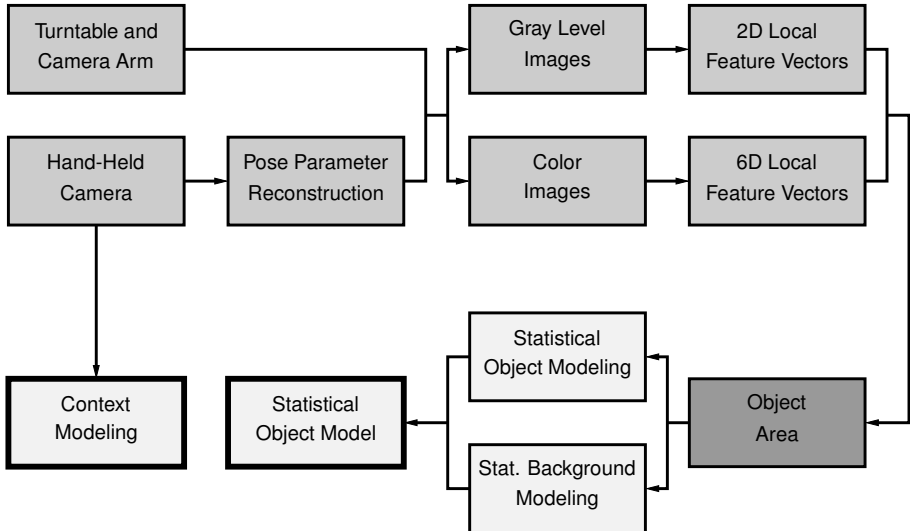 Turntable and
Camera Arm
Gray Level
Images
2D Local
Feature Vectors
Hand-Held
Camera
Pose Parameter
Reconstruction
Color
Images
6D Local
Feature Vectors
Statistical
Object Modeling
Context
Modeling
Statistical
Object Model
Object
Area
Stat. Background
Modeling